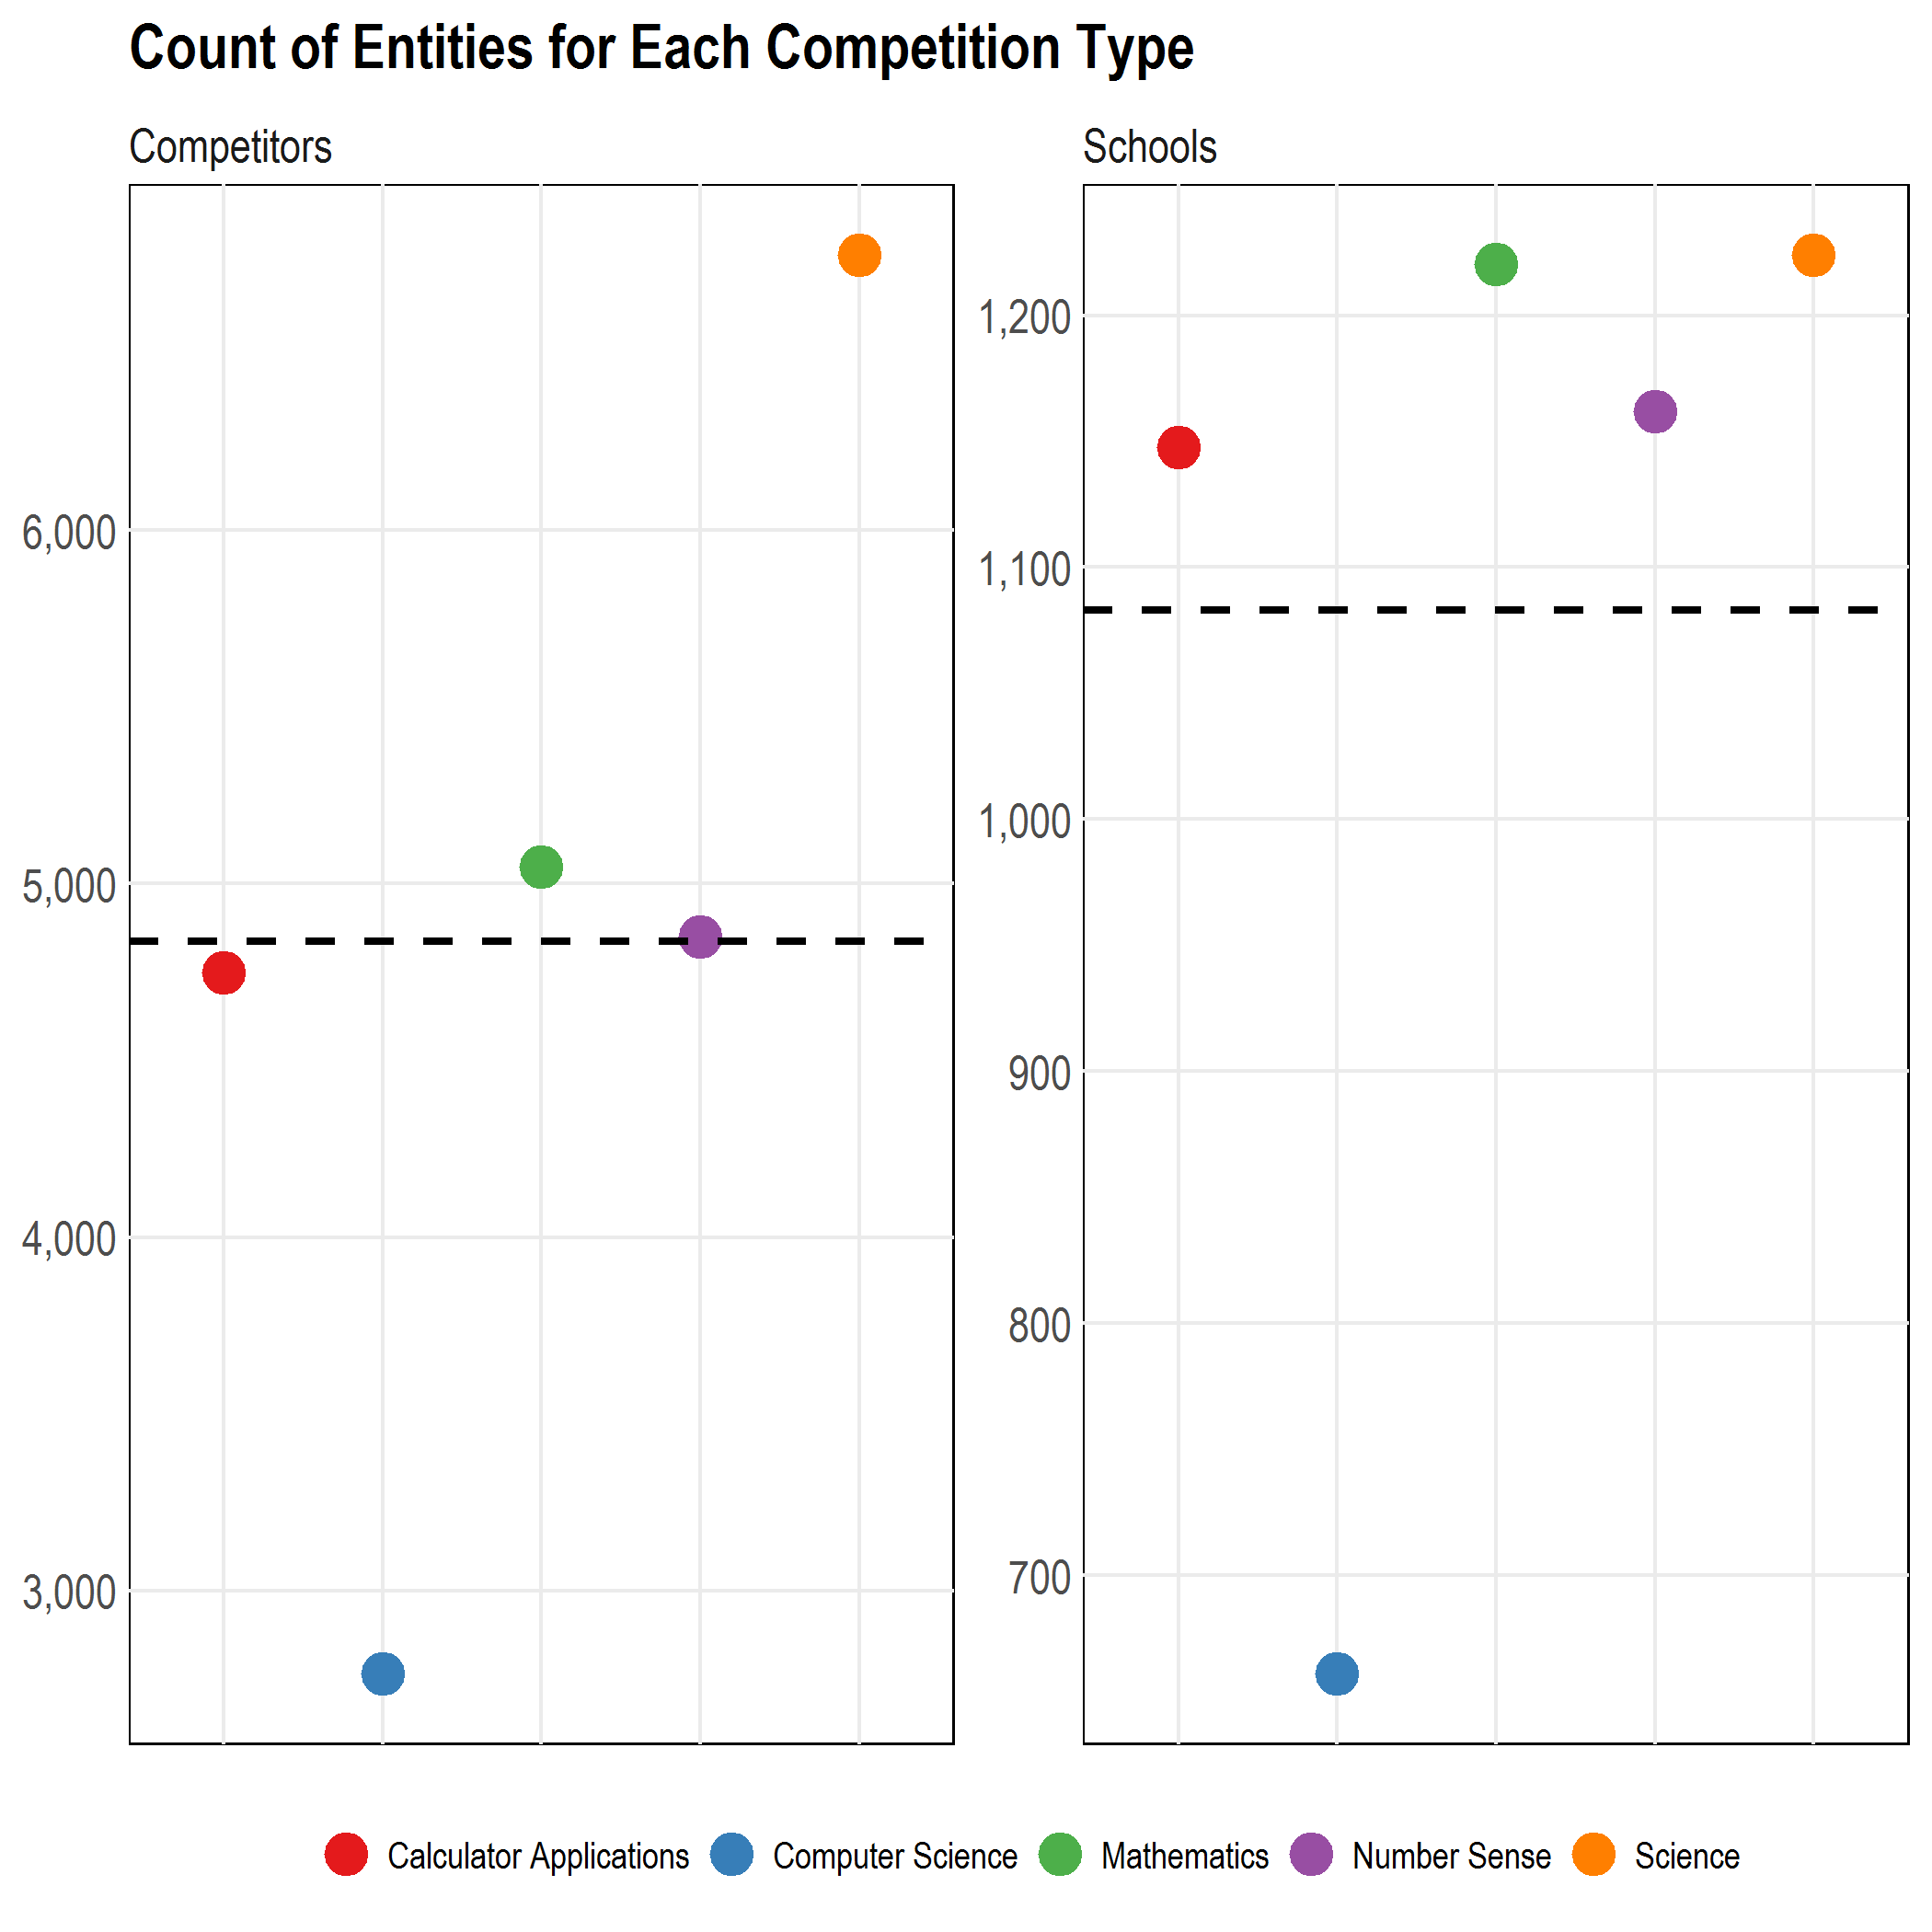 Count of Entities for Each Competition Type
Competitors
6,000
5,000
4,000
3,000
Schools
1,200
1,100
1,000
900
800
700
Calculator Applications Computer Science Mathematics Number Sense Science